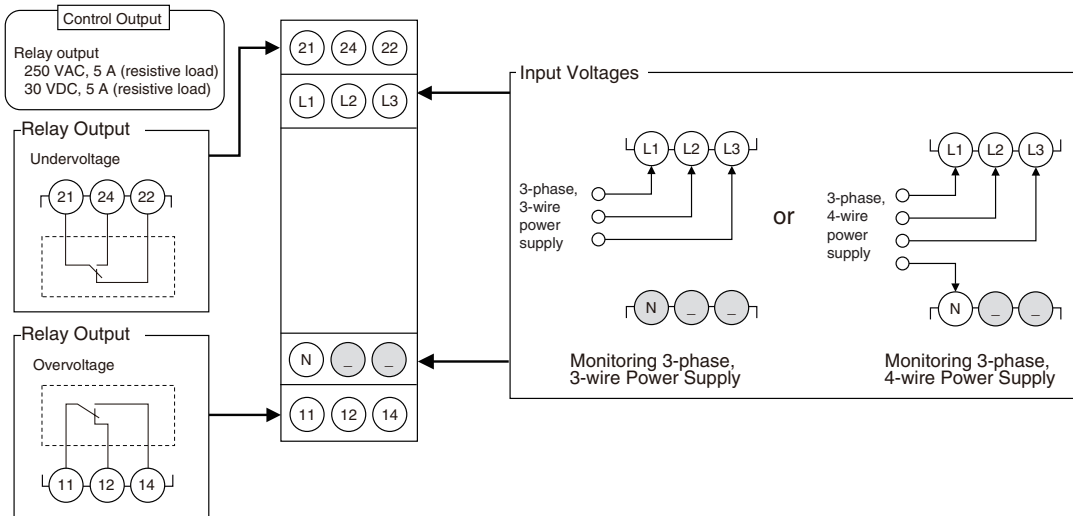 Control Output
Relay output
250 VAC, 5 A (resistive load)
30 VDC, 5 A (resistive load)
Relay Output
Undervoltage
21 24 22
Relay Output
Overvoltage
11 12 14
21 24 22
L1 L2 L3
N _ _
11 12 14
Input Voltages
L1 L2 L3
3-phase,
3-wire
power
supply
N _ _
Monitoring 3-phase,
3-wire Power Supply
or
L1 L2 L3
3-phase,
4-wire
power
supply
N _ _
Monitoring 3-phase,
4-wire Power Supply